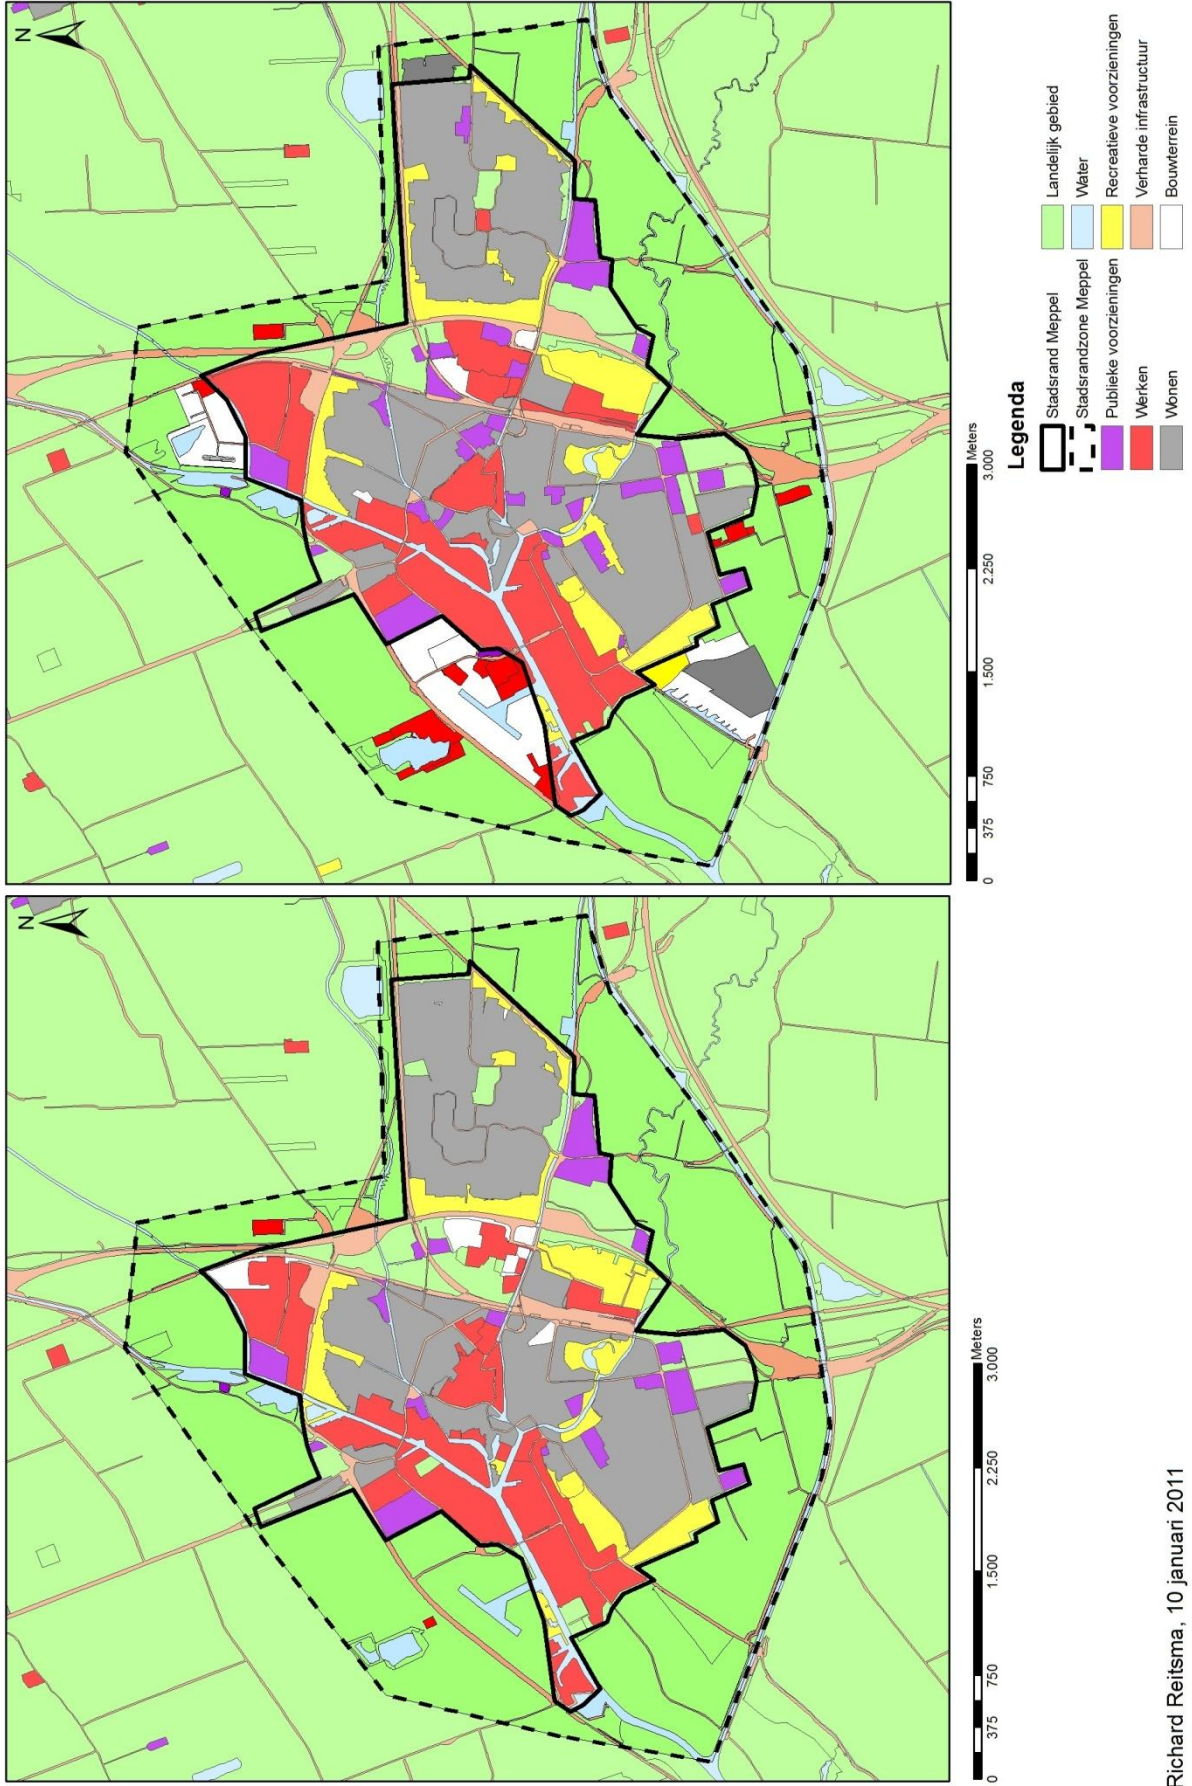 N
0 375 750 1.500 2.250 3.000
Meters
N
0 375 750 1.500 2.250 3.000
Meters
Legenda
Stadsrand Meppel
Stadsrandzone Meppel
Publieke voorzieningen
Werken
Wonen
Landelijk gebied
Water
Recreatieve voorzieningen
Verharde infrastructuur
Bouwterrein
Richard Reitsma, 10 januari 2011